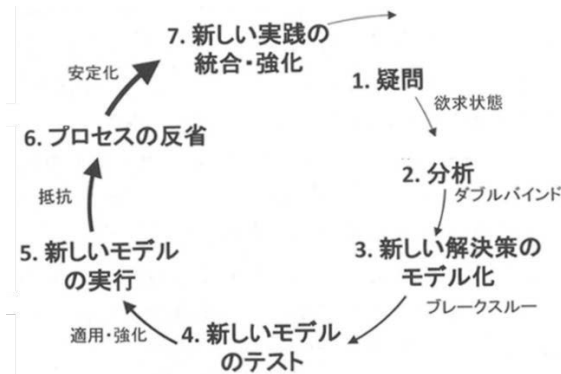 1. 疑問
欲求状態
2. 分析
ダブルバインド
3. 新しい解決策の
モデル化
ブレークスルー
4. 新しいモデル
のテスト
適用・強化
5. 新しいモデル
の実行
抵抗
6. プロセスの反省
安定化
7. 新しい実践の
統合・強化